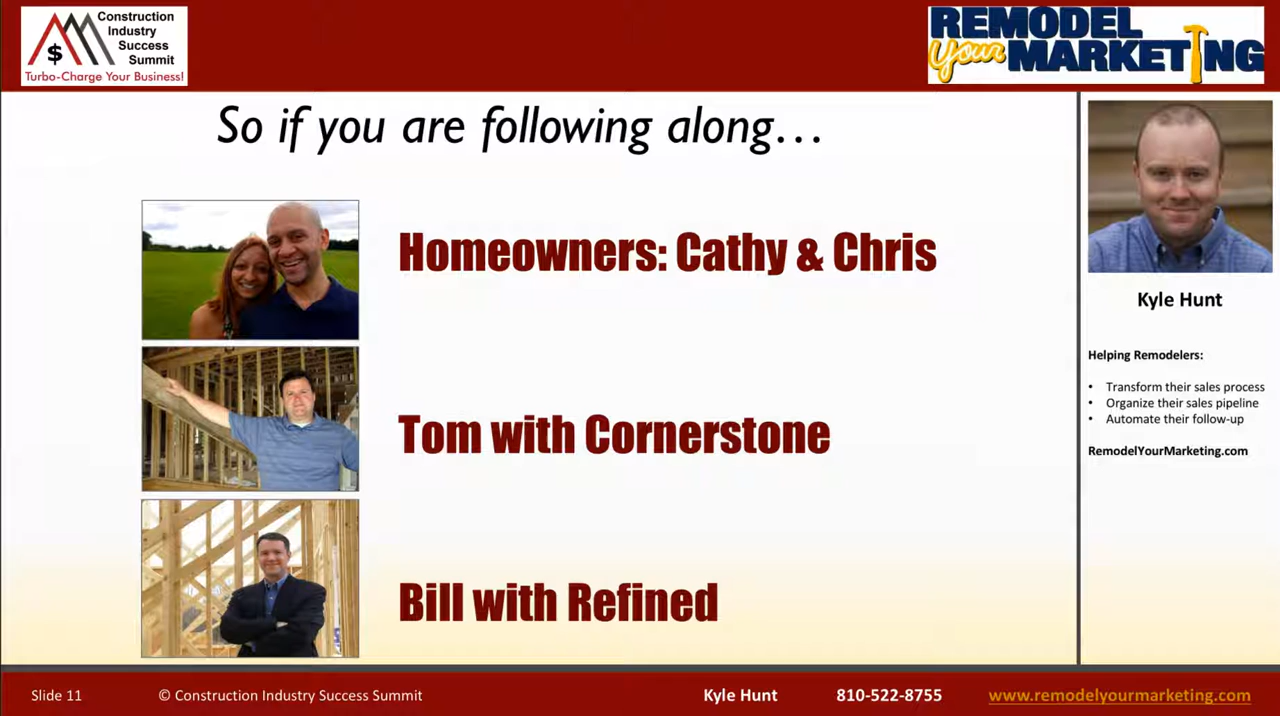 Construction
Industry
Success
Summit
$
Turbo-Charge Your Business!
REMODEL
Your MARKETING
So if you are following along…
Homeowners: Cathy & Chris
Tom with Cornerstone
Bill with Refined
Kyle Hunt
Helping Remodelers:
• Transform their sales process
• Organize their sales pipeline
• Automate their follow-up
RemodelYourMarketing.com
Slide 11 © Construction Industry Success Summit Kyle Hunt 810-522-8755 www.remodelyourmarketing.com